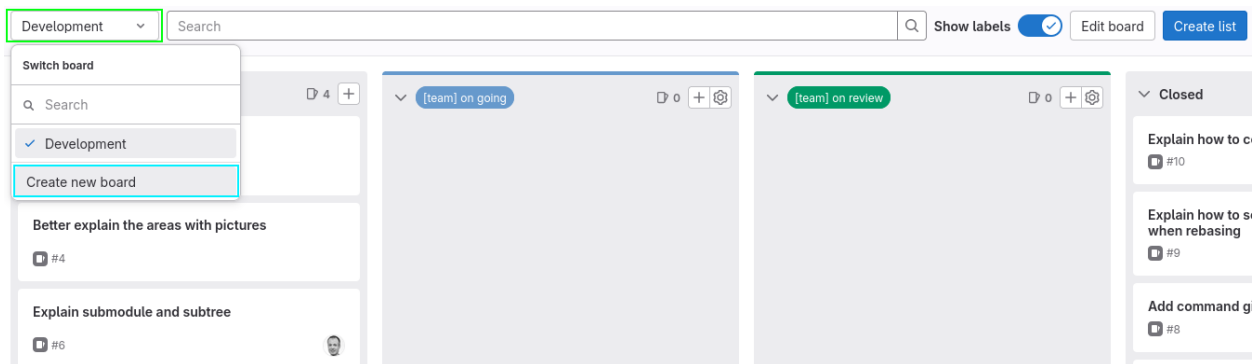 Development
Search
Show labels
Edit board
Create list
Switch board
Search
Development
Create new board
4
Better explain the areas with pictures
#4
Explain submodule and subtree
#6
[team] on going
0
[team] on review
0
Closed
Explain how to
#10
Explain how to
when rebasing
#9
Add command
#8